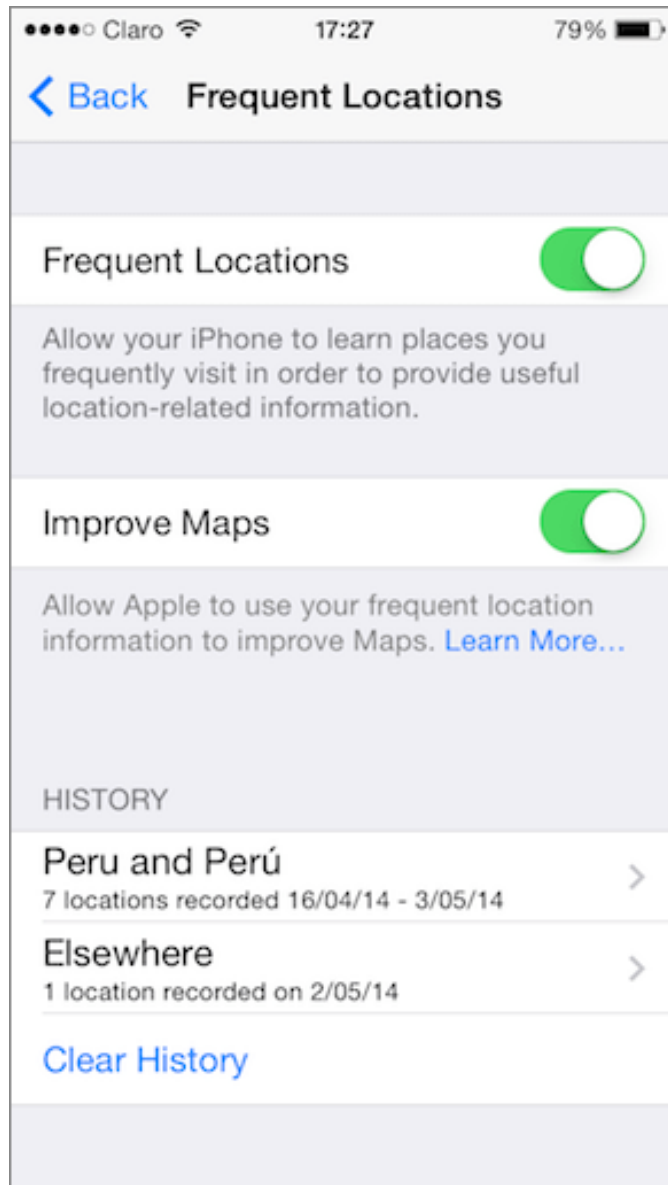 Claro 17:27 79%
Back Frequent Locations
Frequent Locations
Allow your iPhone to learn places you
frequently visit in order to provide useful
location-related information.
Improve Maps
Allow Apple to use your frequent location
information to improve Maps. Learn More...
HISTORY
Peru and Perú
7 locations recorded 16/04/14 - 3/05/14
Elsewhere
1 location recorded on 2/05/14
Clear History